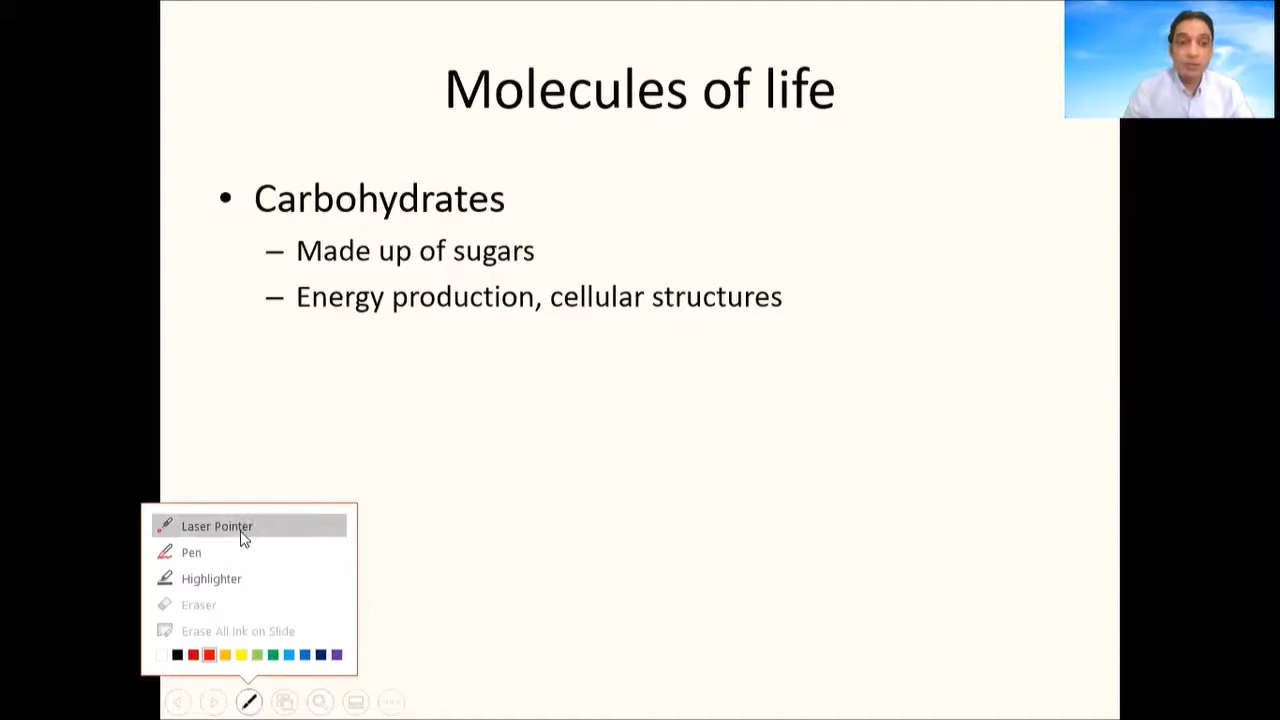 Molecules of life
• Carbohydrates
– Made up of sugars
– Energy production, cellular structures
Laser Pointer
Pen
Highlighter
Eraser
Erase All Ink on Slide